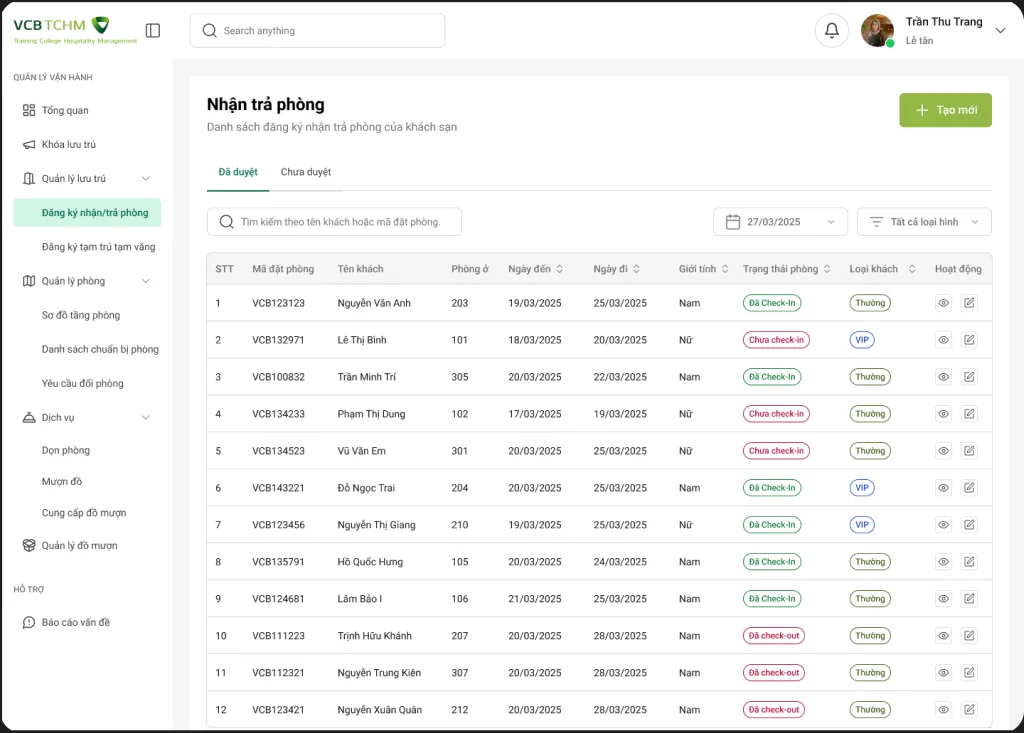 VCB TCHM
Training College Hospitality Management
Search anything
Trần Thu Trang
Lễ tân
QUẢN LÝ VẬN HÀNH
Tổng quan
Khóa lưu trú
Quản lý lưu trú
Đăng ký nhận/trả phòng
Đăng ký tạm trú tạm vắng
Quản lý phòng
Sơ đồ tầng phòng
Danh sách chuẩn bị phòng
Yêu cầu đổi phòng
Dịch vụ
Dọn phòng
Mượn đồ
Cung cấp đồ mượn
Quản lý đồ mượn
HỖ TRỢ
Báo cáo vấn đề
Nhận trả phòng
Danh sách đăng ký nhận trả phòng của khách sạn
Tạo mới
Đã duyệt Chưa duyệt
Tìm kiếm theo tên khách hoặc mã đặt phòng.
27/03/2025
Tất cả loại hình
STT Mã đặt phòng Tên khách Phòng ở Ngày đến Ngày đi Giới tính Trạng thái phòng Loại khách Hoạt động
1 VCB123123 Nguyễn Văn Anh 203 19/03/2025 25/03/2025 Nam Đã Check-In Thường
2 VCB132971 Lê Thị Bình 101 18/03/2025 20/03/2025 Nữ Chưa check-in VIP
3 VCB100832 Trần Minh Trí 305 20/03/2025 22/03/2025 Nam Đã Check-In Thường
4 VCB134233 Phạm Thị Dung 102 17/03/2025 19/03/2025 Nữ Chưa check-in Thường
5 VCB134523 Vũ Văn Em 301 20/03/2025 25/03/2025 Nữ Chưa check-in Thường
6 VCB143221 Đỗ Ngọc Trai 204 20/03/2025 25/03/2025 Nam Đã Check-In VIP
7 VCB123456 Nguyễn Thị Giang 210 19/03/2025 25/03/2025 Nữ Đã Check-In VIP
8 VCB135791 Hồ Quốc Hưng 105 20/03/2025 24/03/2025 Nam Đã Check-In Thường
9 VCB124681 Lâm Bảo I 106 21/03/2025 25/03/2025 Nam Đã Check-In Thường
10 VCB111223 Trịnh Hữu Khánh 207 20/03/2025 28/03/2025 Nam Đã check-out Thường
11 VCB112321 Nguyễn Trung Kiên 307 20/03/2025 28/03/2025 Nam Đã check-out Thường
12 VCB123421 Nguyễn Xuân Quân 212 20/03/2025 28/03/2025 Nam Đã check-out Thường